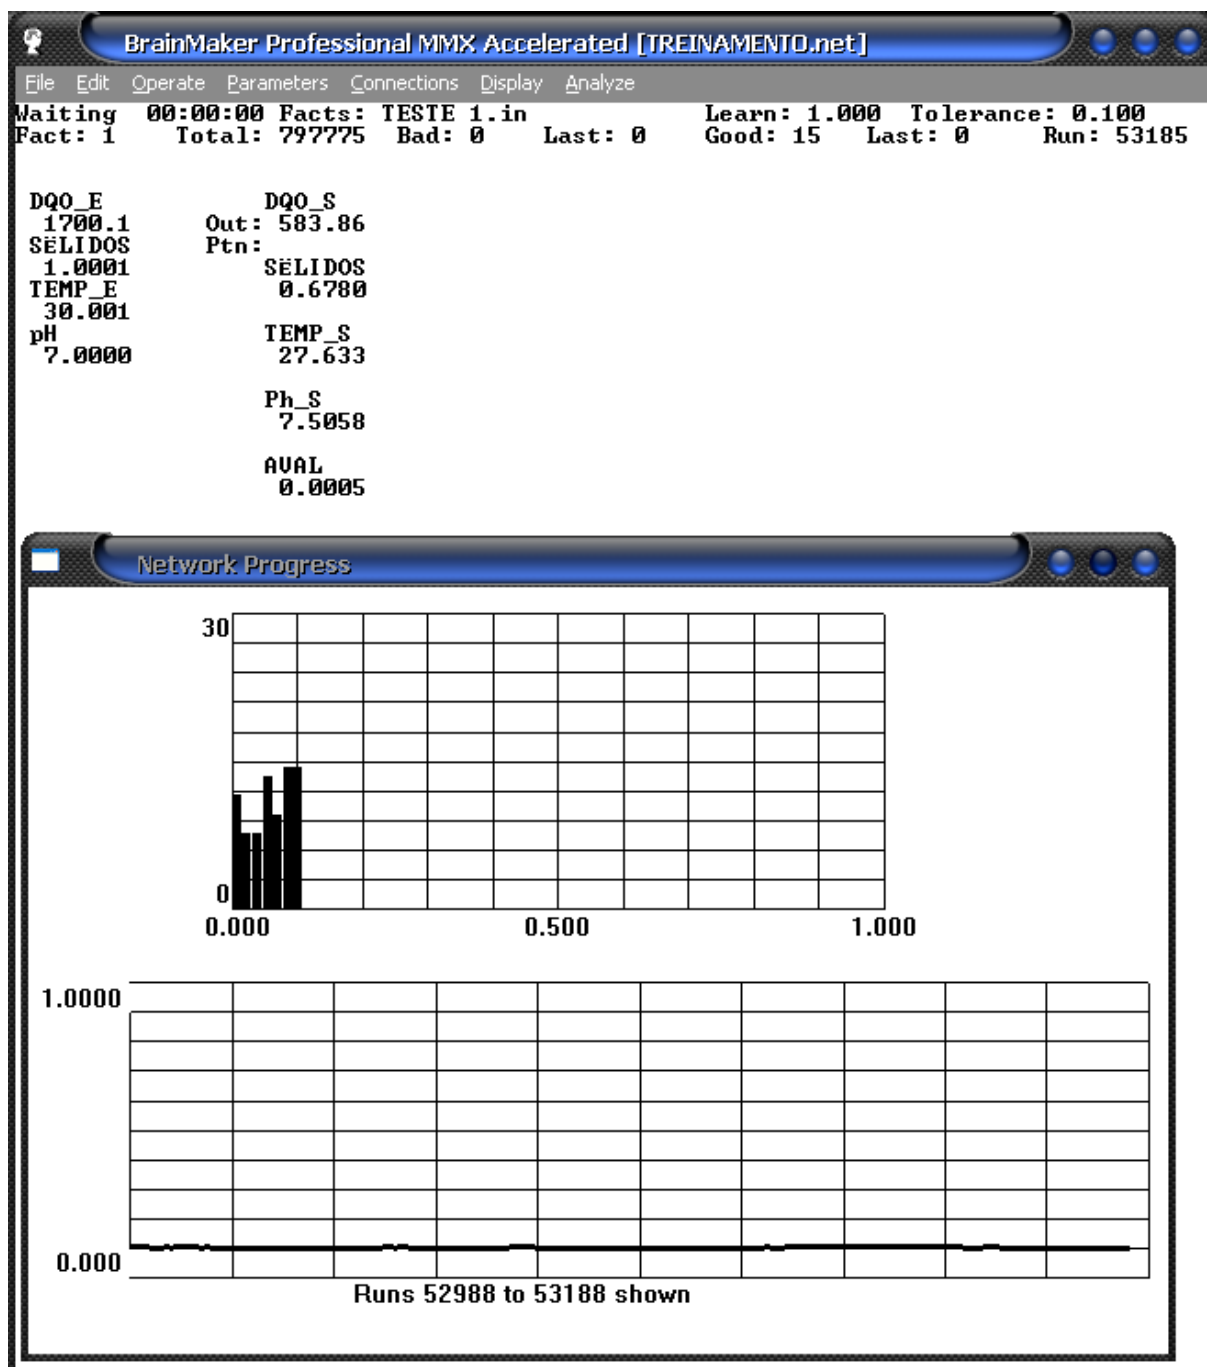 BrainMaker Professional MMX Accelerated [TREINAMENTO.net]
File Edit Operate Parameters Connections Display Analyze
Waiting 00:00:00 Facts: TESTE 1.in Learn: 1.000 Tolerance: 0.100
Fact: 1 Total: 797775 Bad: 0 Last: 0 Good: 15 Last: 0 Run: 53185
DQO_E DQO_S
1700.1 Out: 583.86
SËLIDOS Ptn:
1.0001 SËLIDOS
TEMP_E 0.6780
30.001
pH TEMP_S
7.0000 27.633
Ph_S
7.5058
AVAL
0.0005
Network Progress
30
0
0.000 0.500 1.000
1.0000
0.000
Runs 52988 to 53188 shown